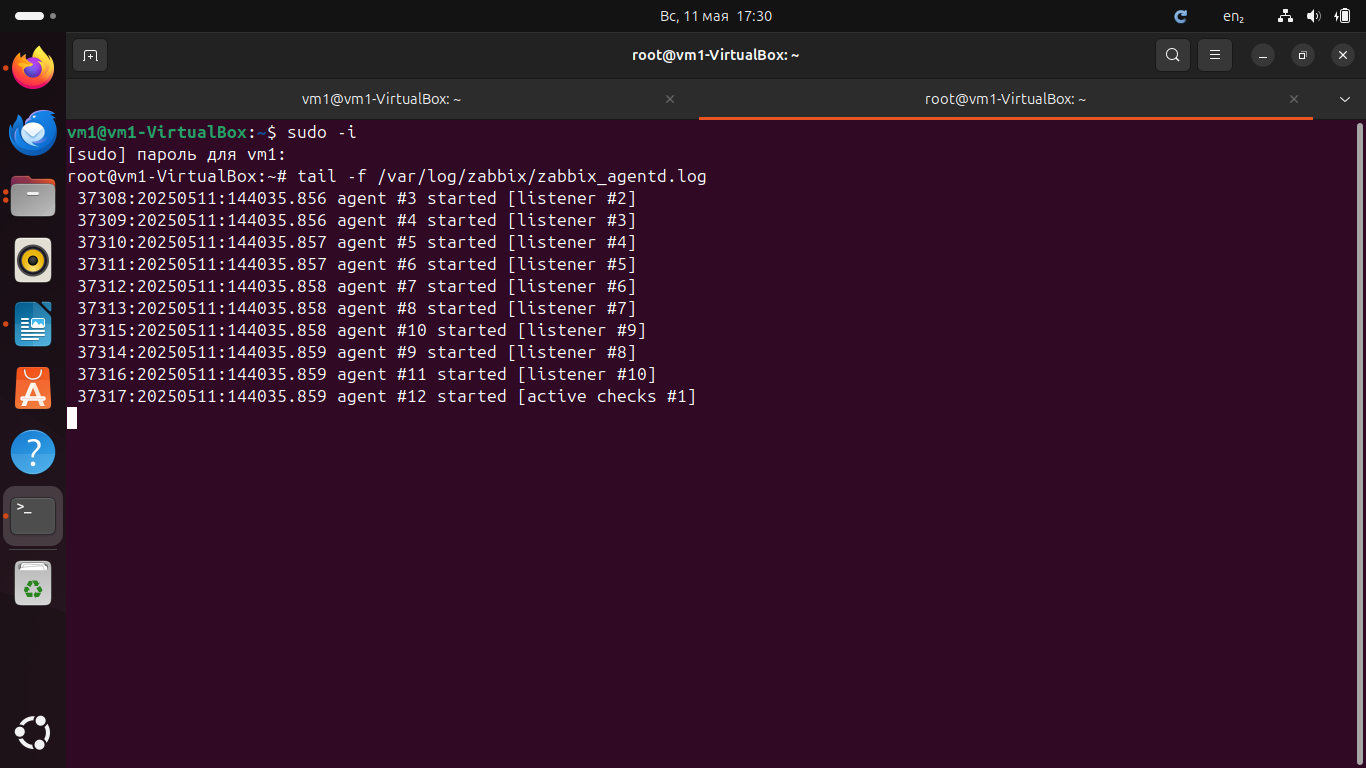 Вс, 11 мая 17:30
en₂
root@vm1-VirtualBox: ~
vm1@vm1-VirtualBox: ~
root@vm1-VirtualBox: ~
vm1@vm1-VirtualBox:~$ sudo -i
[sudo] пароль для vm1:
root@vm1-VirtualBox:~# tail -f /var/log/zabbix/zabbix_agentd.log
37308:20250511:144035.856 agent #3 started [listener #2]
37309:20250511:144035.856 agent #4 started [listener #3]
37310:20250511:144035.857 agent #5 started [listener #4]
37311:20250511:144035.857 agent #6 started [listener #5]
37312:20250511:144035.858 agent #7 started [listener #6]
37313:20250511:144035.858 agent #8 started [listener #7]
37315:20250511:144035.858 agent #10 started [listener #9]
37314:20250511:144035.859 agent #9 started [listener #8]
37316:20250511:144035.859 agent #11 started [listener #10]
37317:20250511:144035.859 agent #12 started [active checks #1]